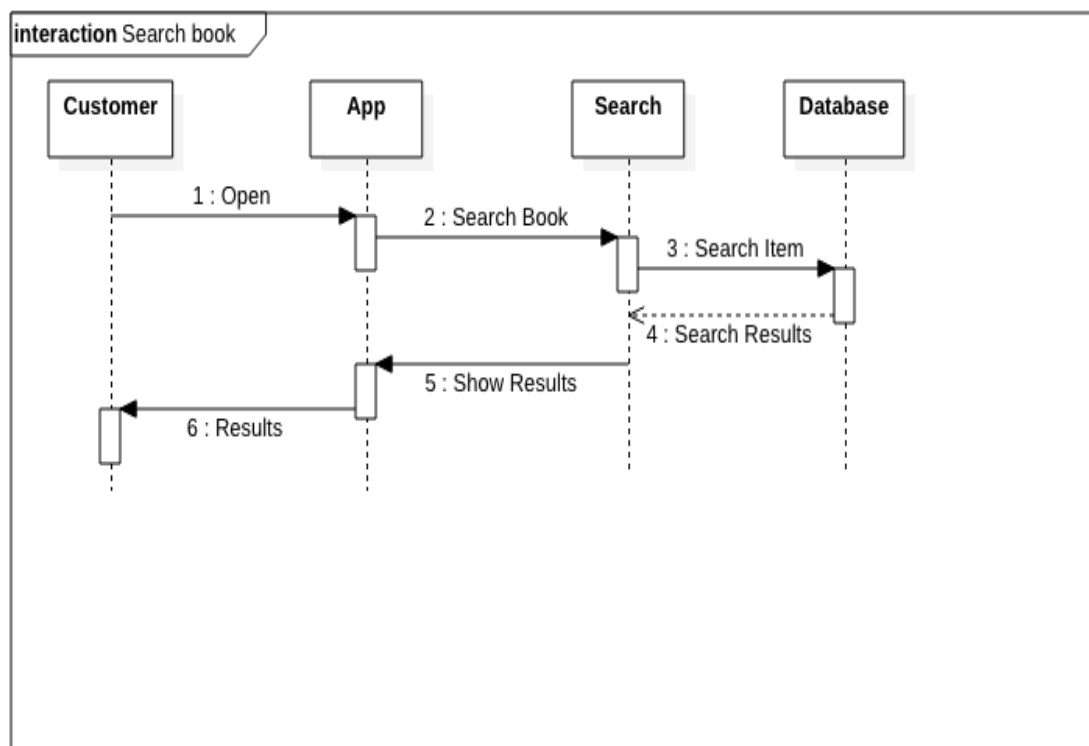 interaction Search book
Customer
App
Search
Database
1 : Open
2 : Search Book
3 : Search Item
4 : Search Results
5 : Show Results
6 : Results